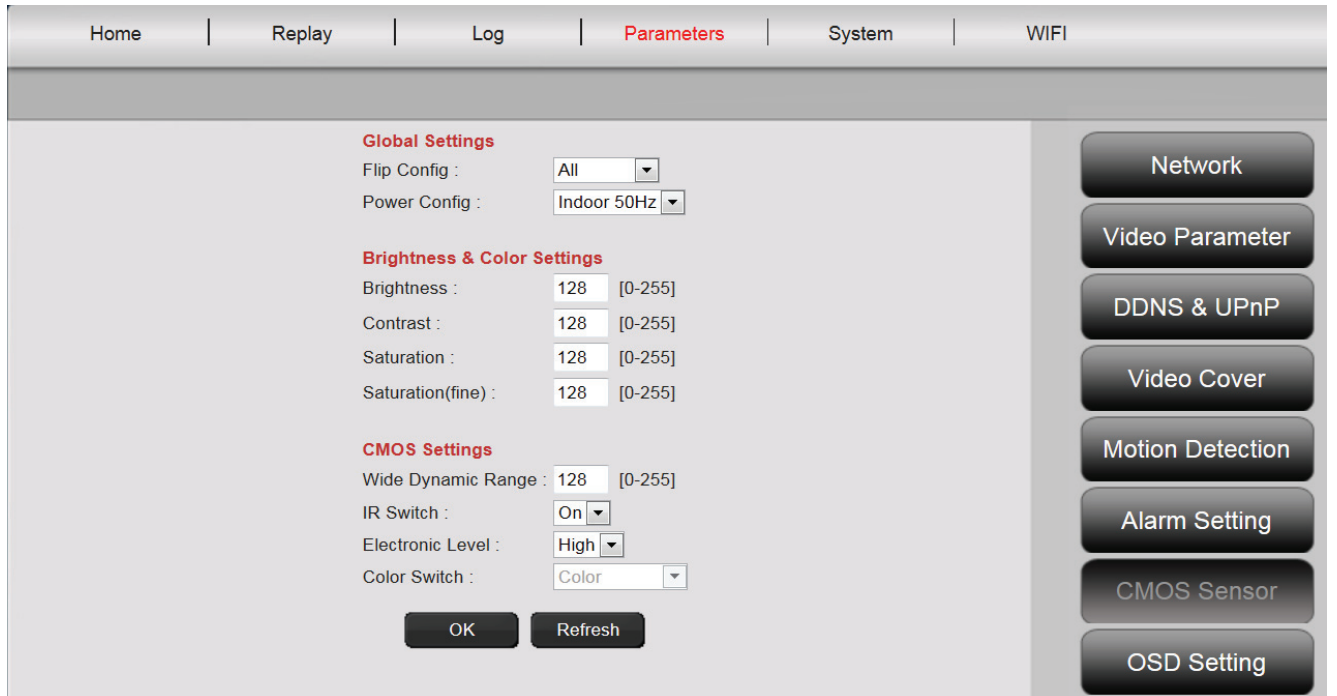 Home | Replay | Log | Parameters | System | WIFI
Global Settings
Flip Config : All
Power Config : Indoor 50Hz
Brightness & Color Settings
Brightness : 128 [0-255]
Contrast : 128 [0-255]
Saturation : 128 [0-255]
Saturation(fine) : 128 [0-255]
CMOS Settings
Wide Dynamic Range : 128 [0-255]
IR Switch : On
Electronic Level : High
Color Switch : Color
OK Refresh
Network
Video Parameter
DDNS & UPnP
Video Cover
Motion Detection
Alarm Setting
CMOS Sensor
OSD Setting